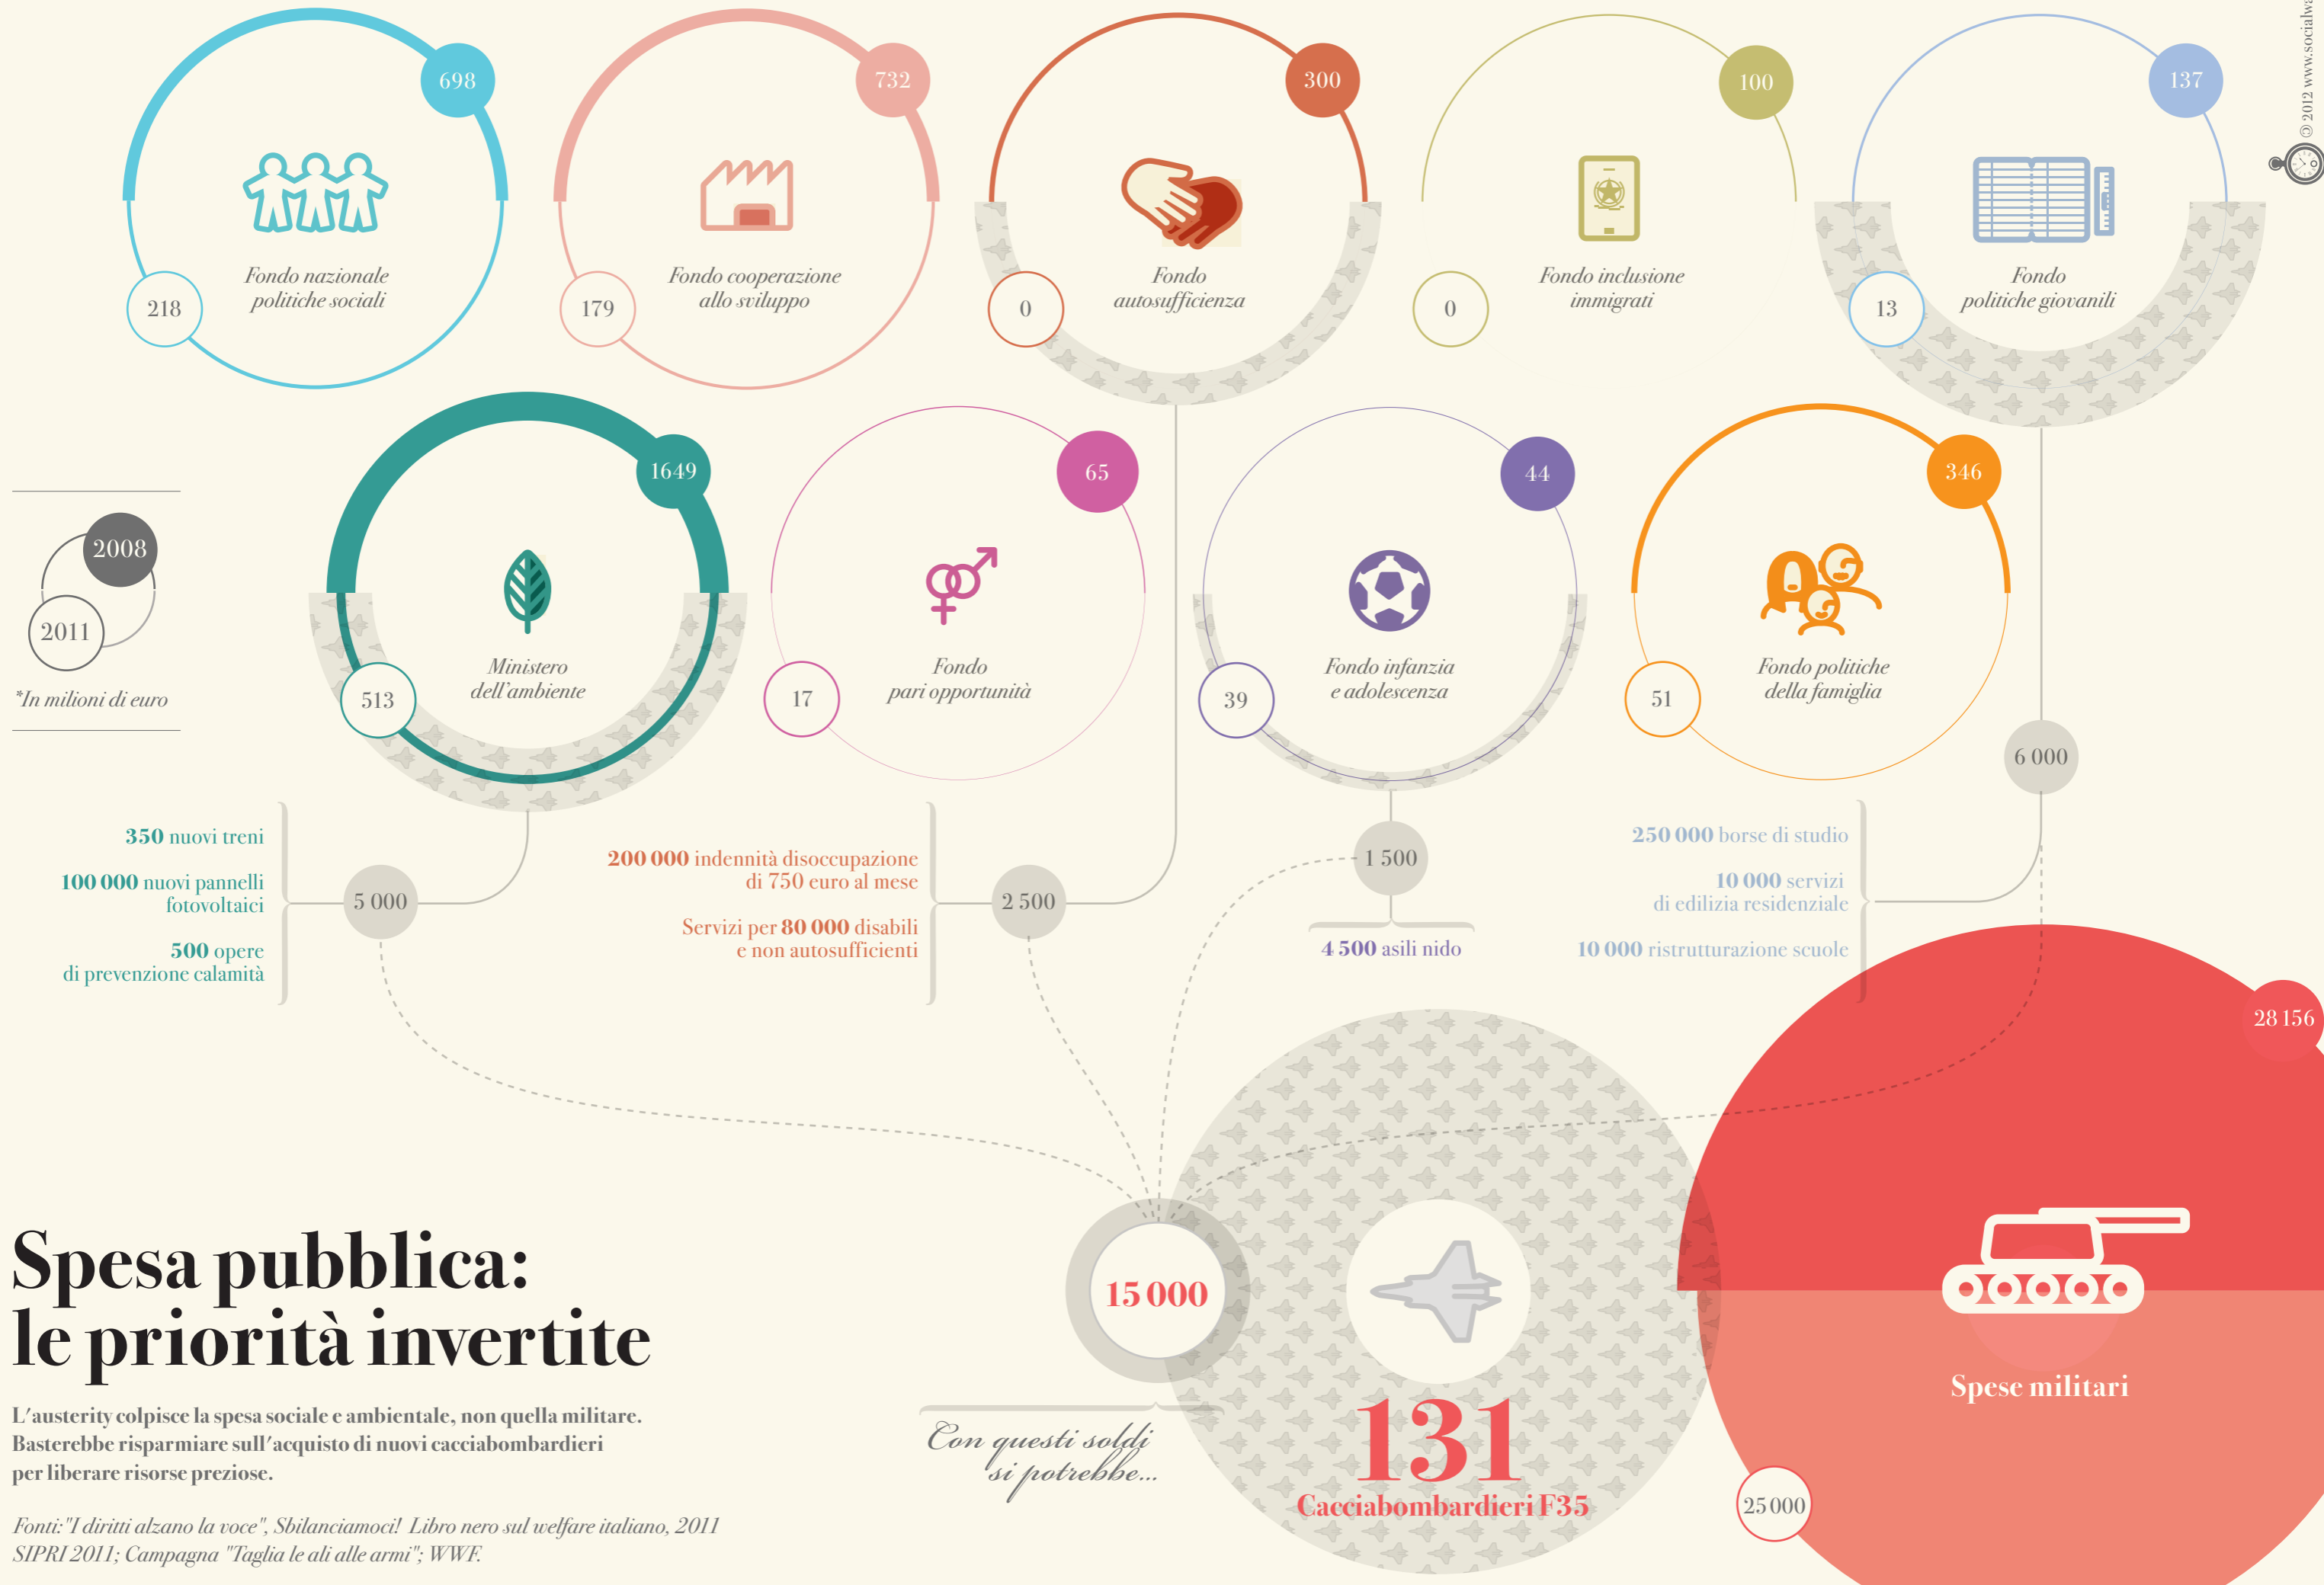 698
732
300
100
137
218
Fondo nazionale
politiche sociali
179
Fondo cooperazione
allo sviluppo
0
Fondo
autosufficienza
0
Fondo inclusione
immigrati
13
Fondo
politiche giovanili
© 2012 www.socialwa
1649
65
44
346
2008
2011
*In milioni di euro
513
Ministero
dell'ambiente
17
Fondo
pari opportunità
39
Fondo infanzia
e adolescenza
51
Fondo politiche
della famiglia
6 000
350 nuovi treni
100 000 nuovi pannelli
fotovoltaici
500 opere
di prevenzione calamità
5 000
200 000 indennità disoccupazione
di 750 euro al mese
Servizi per 80 000 disabili
e non autosufficienti
2 500
1 500
4 500 asili nido
250 000 borse di studio
10 000 servizi
di edilizia residenziale
10 000 ristrutturazione scuole
28 156
Spesa pubblica:
le priorità invertite
L'austerity colpisce la spesa sociale e ambientale, non quella militare.
Basterebbe risparmiare sull'acquisto di nuovi cacciabombardieri
per liberare risorse preziose.
Fonti:"I diritti alzano la voce", Sbilanciamoci! Libro nero sul welfare italiano, 2011
SIPRI 2011; Campagna "Taglia le ali alle armi"; WWF.
15 000
Con questi soldi
si potrebbe...
131
Cacciabombardieri F35
Spese militari
25 000